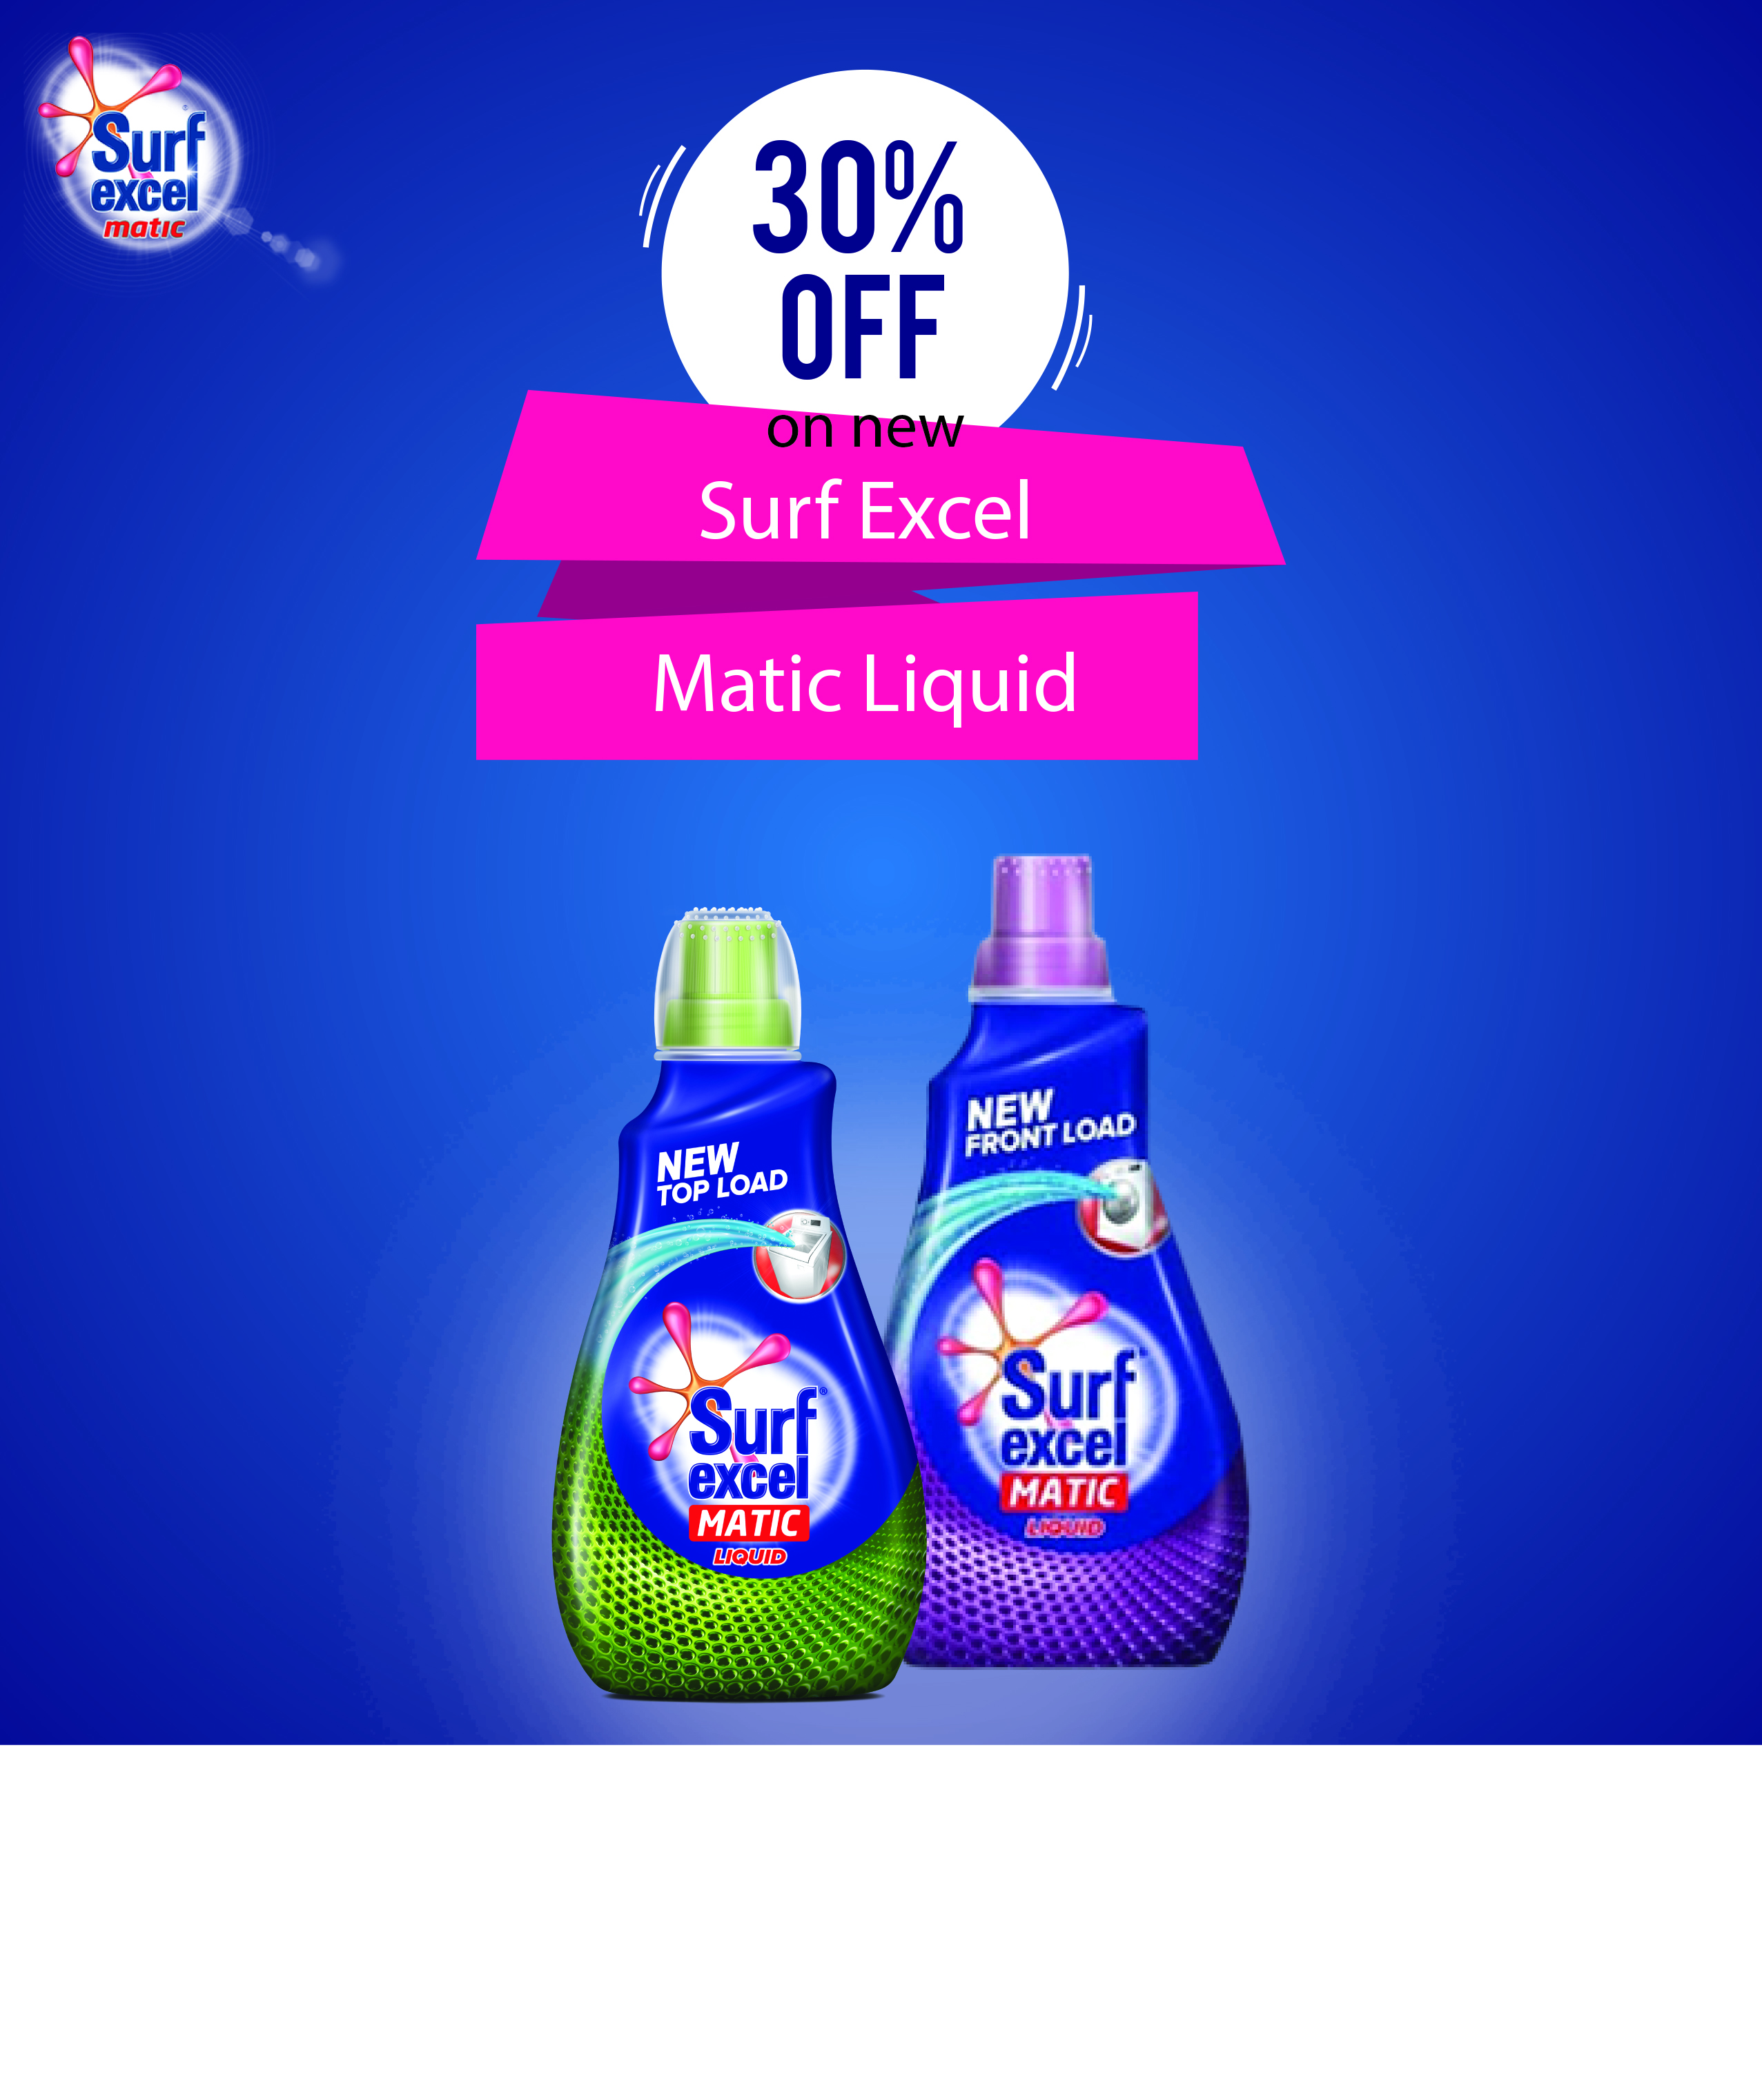 Surf
excel
matic
30%
OFF
on new
Surf Excel
Matic Liquid
NEW
TOP LOAD
Surf®
excel
MATIC
LIQUID
NEW
FRONT LOAD
Surf
excel
MATIC
LIQUID